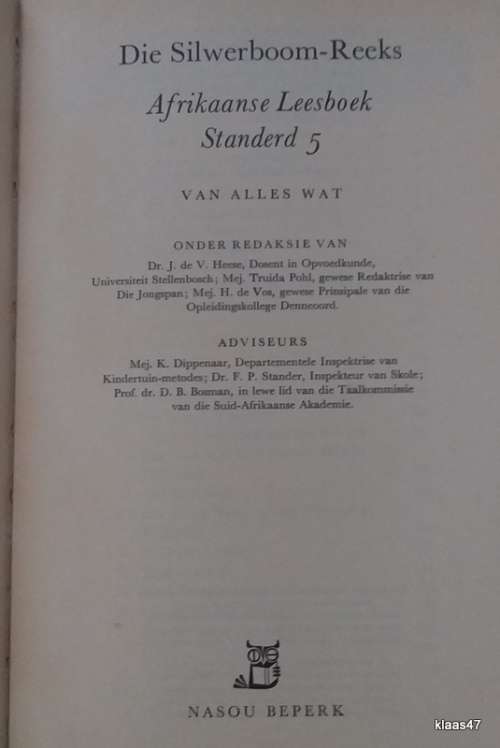 Die Silwerboom-Reeks
Afrikaanse Leesboek
Standerd 5
VAN ALLES WAT
ONDER REDAKSIE VAN
Dr. J. de V. Heese, Dosent in Opvoedkunde,
Universiteit Stellenbosch; Mej. Truida Pohl, gewese Redaktrise van
Die Jongspan; Mej. H. de Vos, gewese Prinsipale van die
Opleidingskollege Denneoord.
ADVISEURS
Mej. K. Dippenaar, Departementele Inspektrise van
Kindertuin-metodes; Dr. F. P. Stander, Inspekteur van Skole;
Prof. dr. D. B. Bosman, in lewe lid van die Taalkommissie
van die Suid-Afrikaanse Akademie.
NASOU BEPERK
klaas47